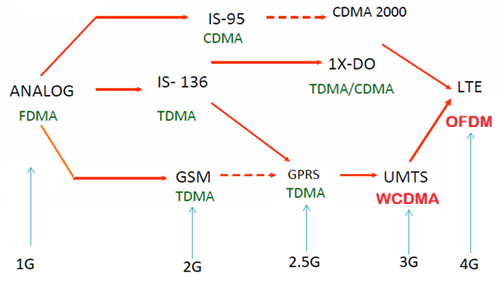 IS-95
CDMA
CDMA 2000
IS- 136
TDMA
1X-DO
TDMA/CDMA
ANALOG
FDMA
LTE
OFDM
GSM
TDMA
GPRS
TDMA
UMTS
WCDMA
1G
2G
2.5G
3G
4G